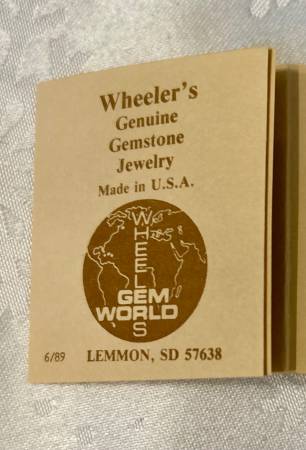 Wheeler's
Genuine
Gemstone
Jewelry
Made in U.S.A.
WHEELERS
GEM
WORLD
6/89 LEMMON, SD 57638